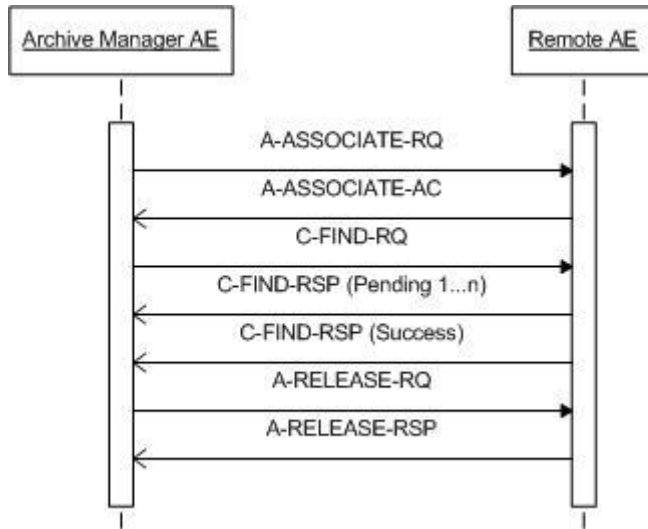 Archive Manager AE
Remote AE
A-ASSOCIATE-RQ
A-ASSOCIATE-AC
C-FIND-RQ
C-FIND-RSP (Pending 1...n)
C-FIND-RSP (Success)
A-RELEASE-RQ
A-RELEASE-RSP